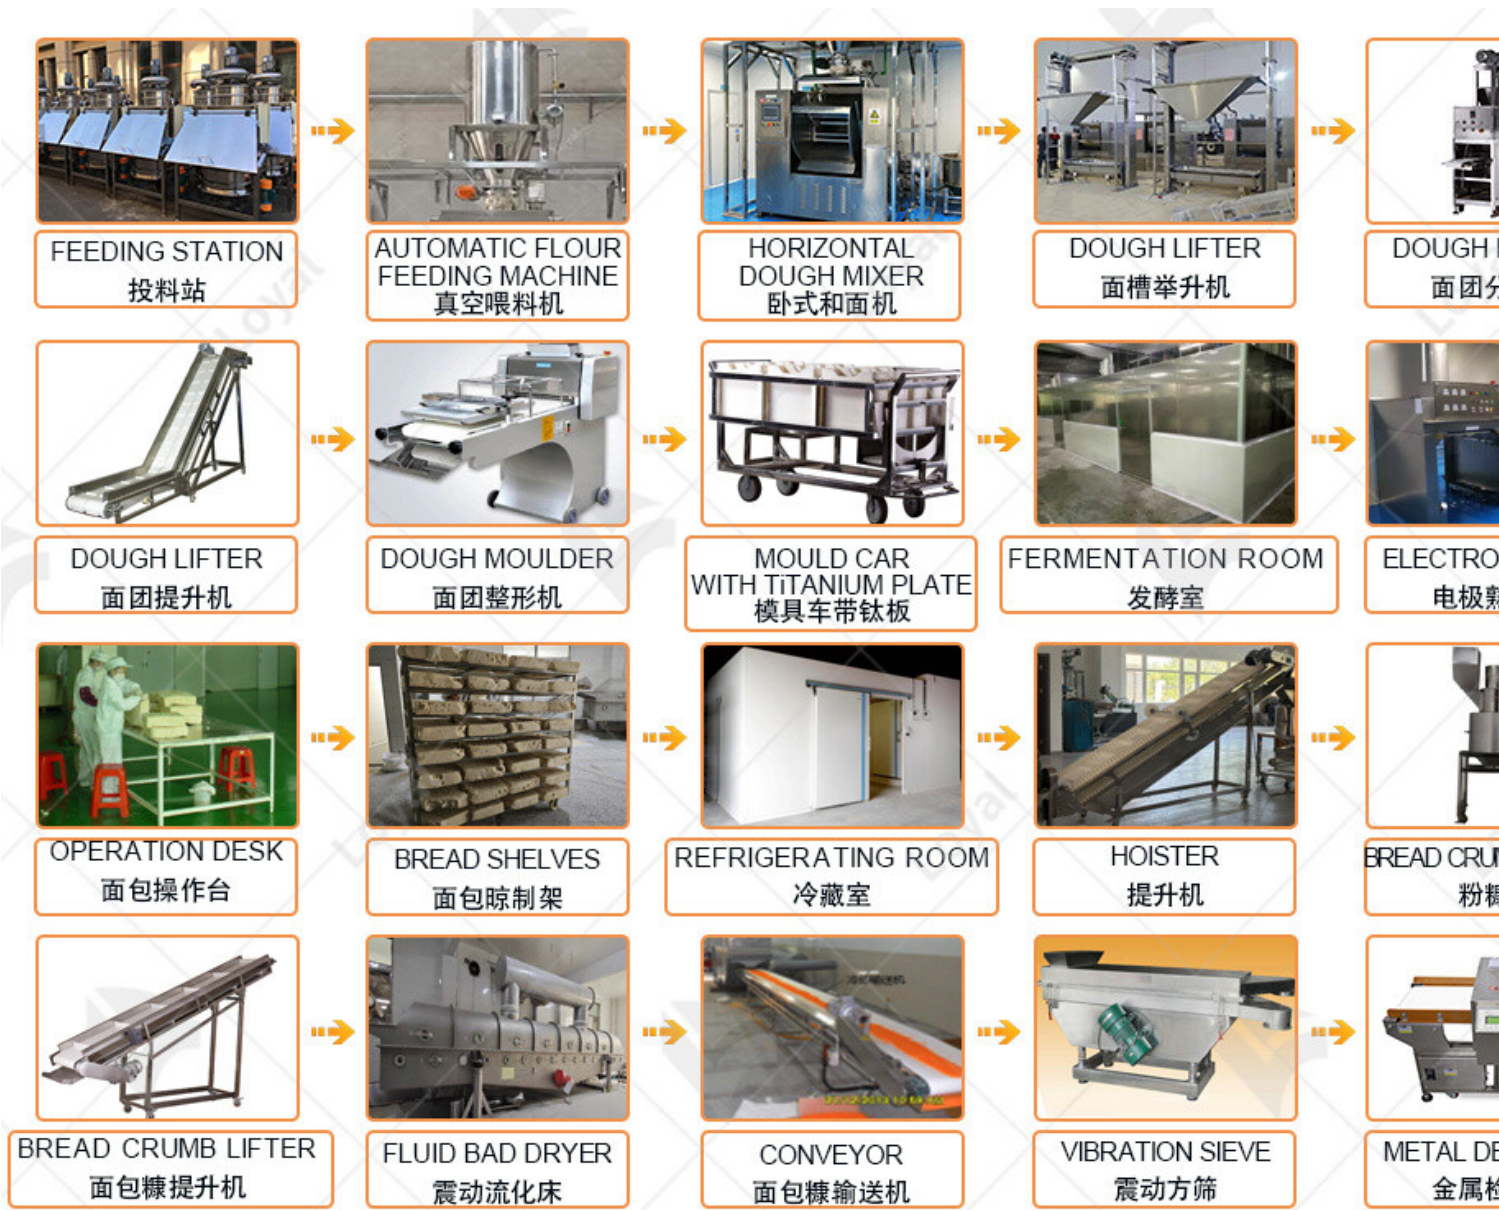 FEEDING STATION
投料站
AUTOMATIC FLOUR
FEEDING MACHINE
真空喂料机
HORIZONTAL
DOUGH MIXER
卧式和面机
DOUGH LIFTER
面槽举升机
DOUGH
面团分
DOUGH LIFTER
面团提升机
DOUGH MOULDER
面团整形机
MOULD CAR
WITH TiTANIUM PLATE
模具车带钛板
FERMENTATION ROOM
发酵室
ELECTRO
电极熟
OPERATION DESK
面包操作台
BREAD SHELVES
面包晾制架
REFRIGERATING ROOM
冷藏室
HOISTER
提升机
BREAD CRU
粉糠
BREAD CRUMB LIFTER
面包糠提升机
FLUID BAD DRYER
震动流化床
CONVEYOR
面包糠输送机
VIBRATION SIEVE
震动方筛
METAL DE
金属检
Loyal